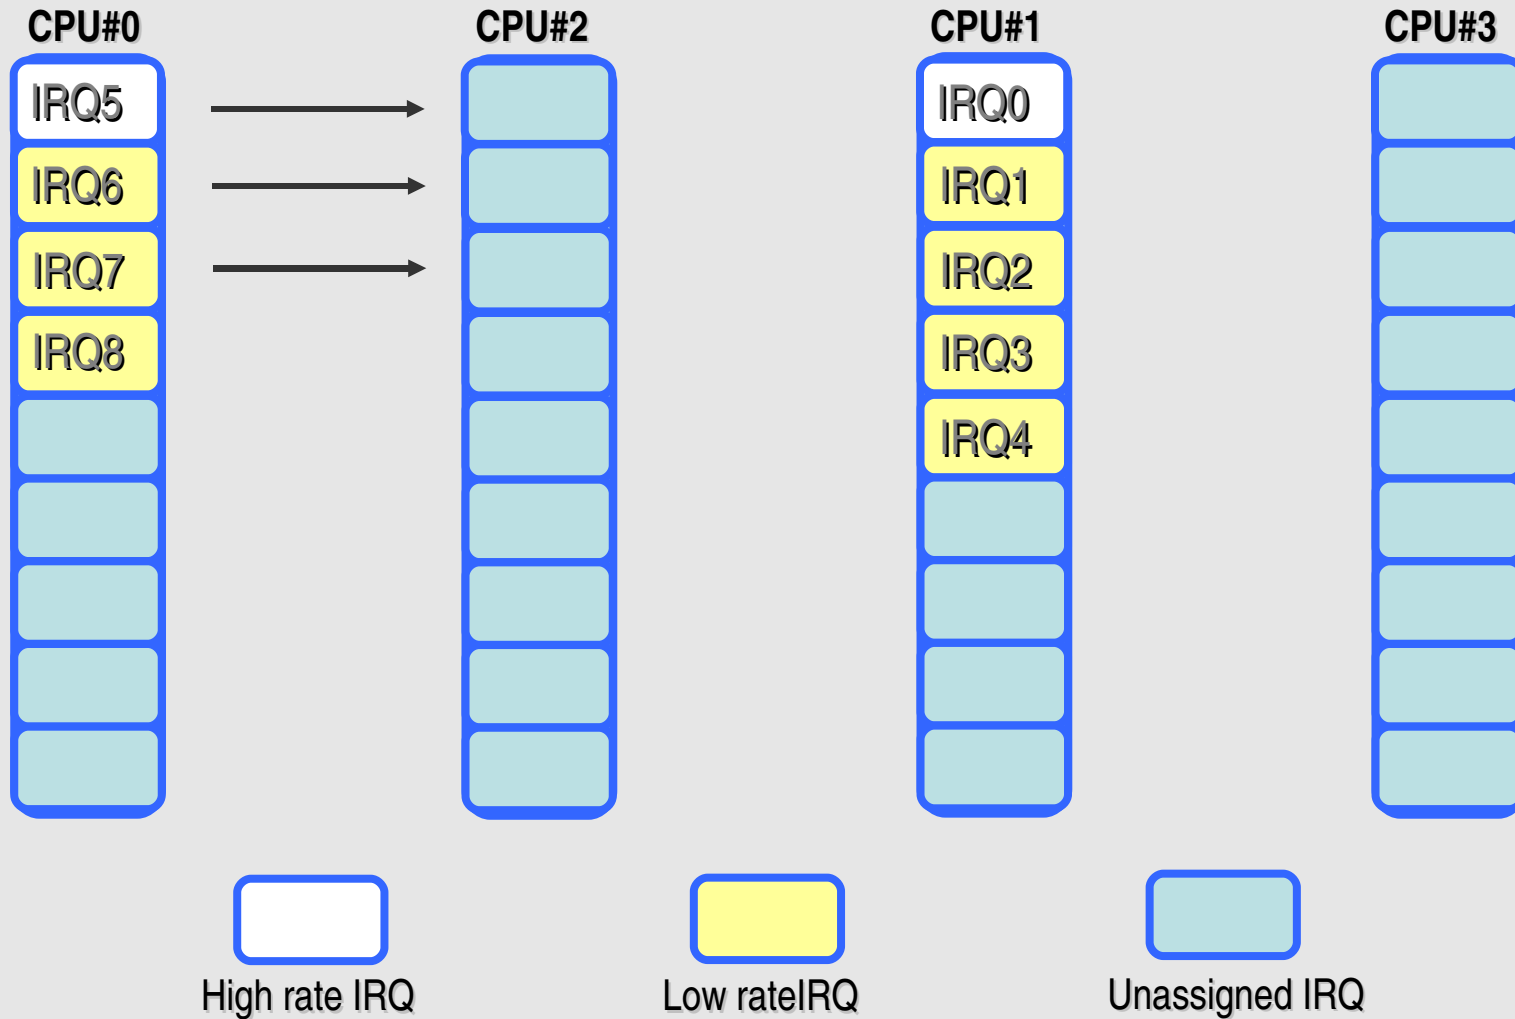 CPU#0
CPU#2
CPU#1
CPU#3
IRQ5
IRQ6
IRQ7
IRQ8
IRQ0
IRQ1
IRQ2
IRQ3
IRQ4
High rate IRQ
Low rateIRQ
Unassigned IRQ